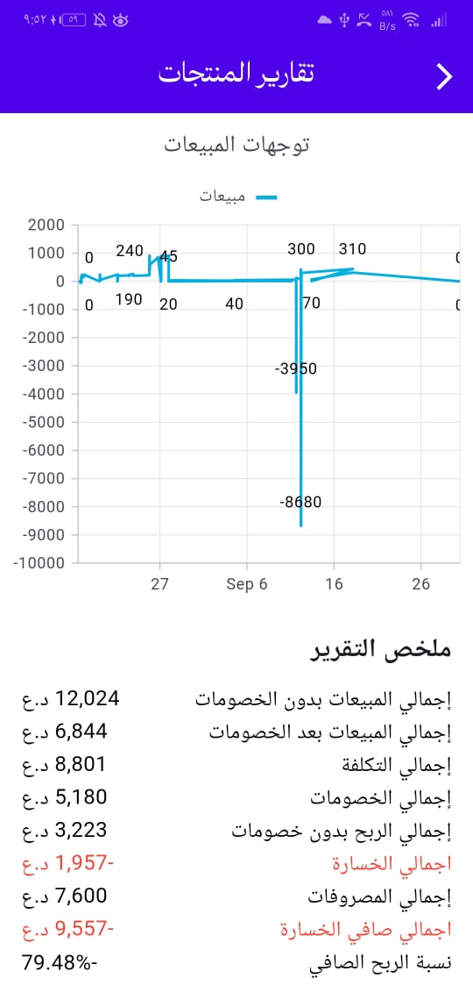 ٩:٥٢ ٥٩ ٥٨١ B/s
تقارير المنتجات
توجهات المبيعات
مبيعات
2000
1000
0
-1000
-2000
-3000
-4000
-5000
-6000
-7000
-8000
-9000
-10000
0 240 45 300 310
0 190 20 40 70
-3950
-8680
27 Sep 6 16 26
ملخص التقرير
إجمالي المبيعات بدون الخصومات 12,024 د.ع
إجمالي المبيعات بعد الخصومات 6,844 د.ع
إجمالي التكلفة 8,801 د.ع
إجمالي الخصومات 5,180 د.ع
إجمالي الربح بدون خصومات 3,223 د.ع
اجمالي الخسارة -1,957 د.ع
إجمالي المصروفات 7,600 د.ع
اجمالي صافي الخسارة -9,557 د.ع
نسبة الربح الصافي 79.48%-